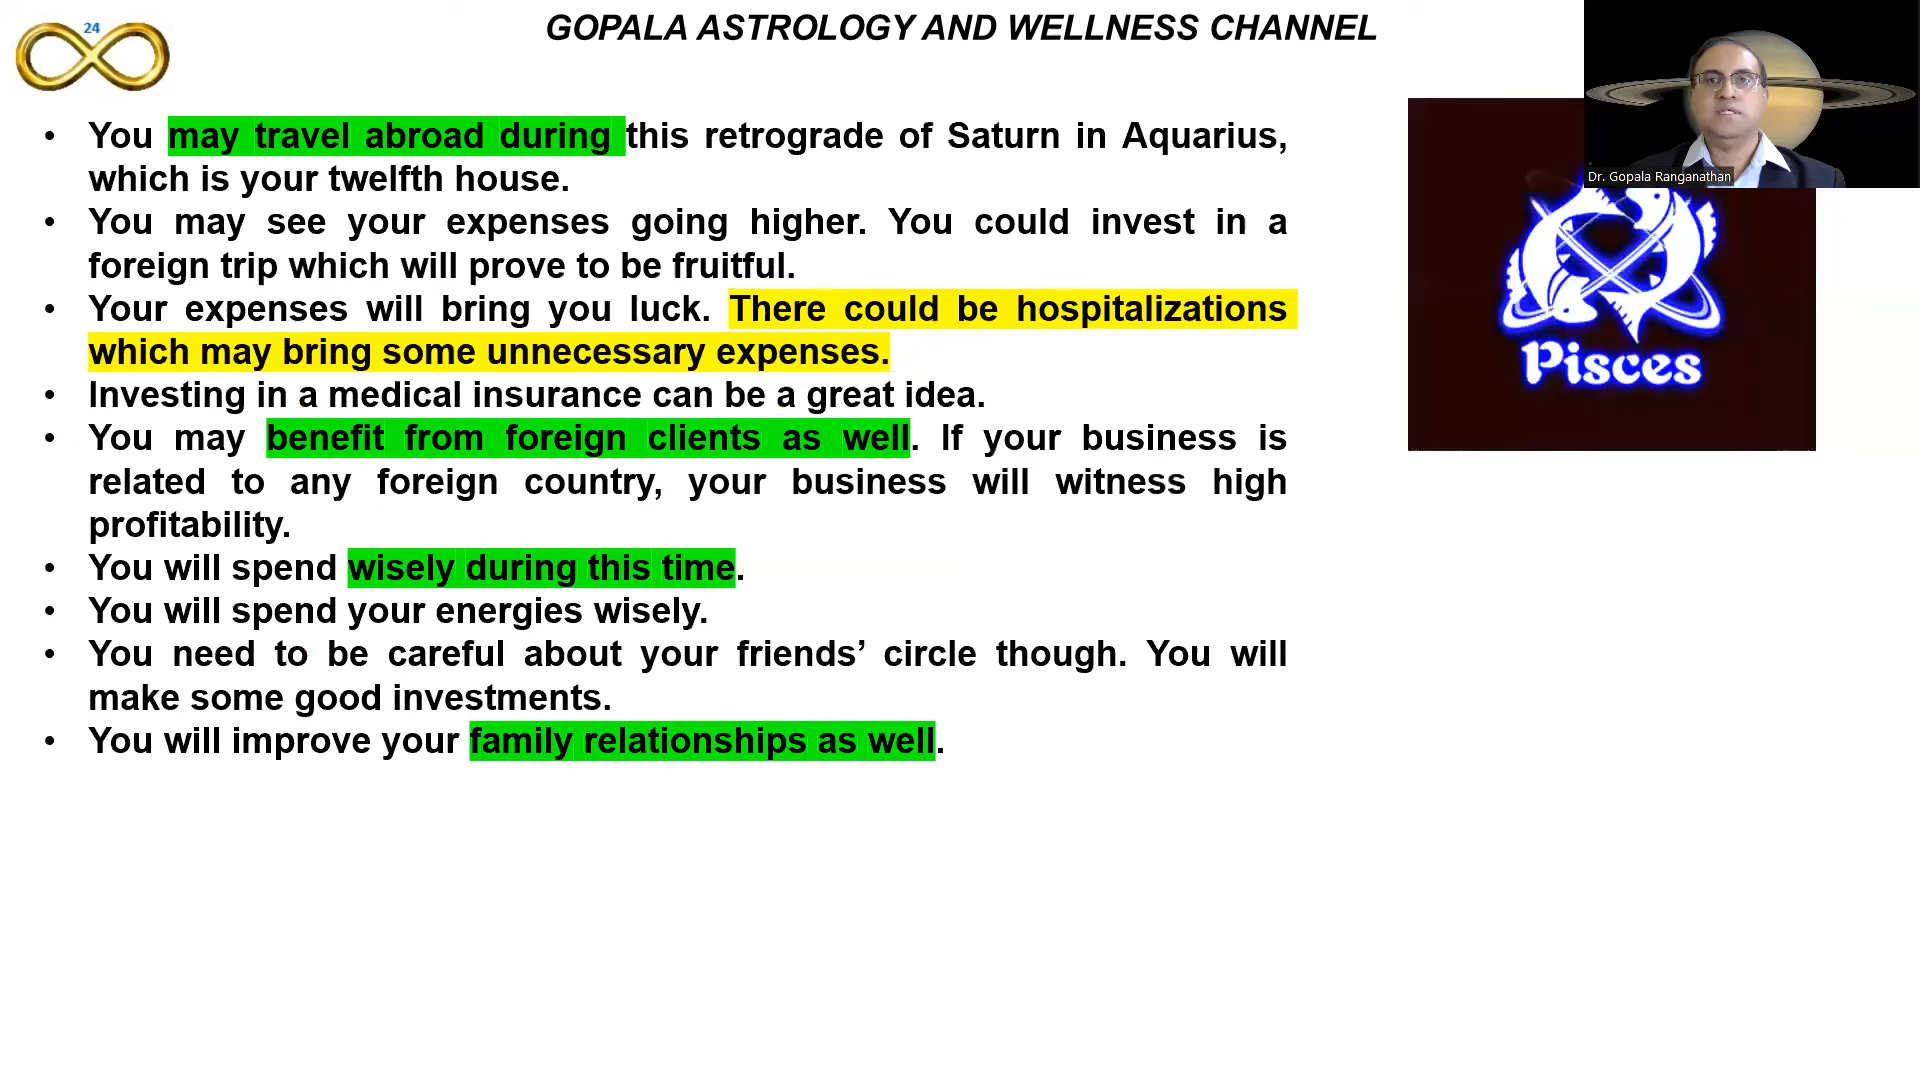 24
GOPALA ASTROLOGY AND WELLNESS CHANNEL
Dr. Gopala Ranganathan
• You may travel abroad during this retrograde of Saturn in Aquarius,
which is your twelfth house.
• You may see your expenses going higher. You could invest in a
foreign trip which will prove to be fruitful.
• Your expenses will bring you luck. There could be hospitalizations
which may bring some unnecessary expenses.
• Investing in a medical insurance can be a great idea.
• You may benefit from foreign clients as well. If your business is
related to any foreign country, your business will witness high
profitability.
• You will spend wisely during this time.
• You will spend your energies wisely.
• You need to be careful about your friends’ circle though. You will
make some good investments.
• You will improve your family relationships as well.
Pisces